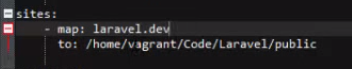 sites:
- map: laravel.dev
to: /home/vagrant/Code/Laravel/public